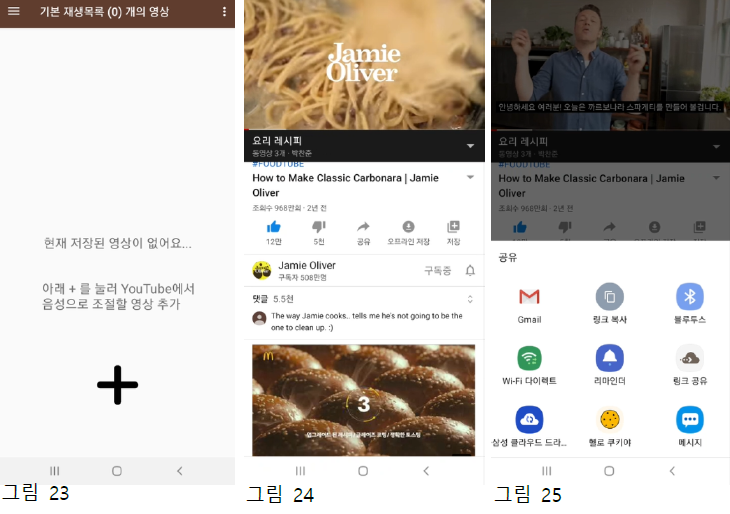 기본 재생목록 (0) 개의 영상
현재 저장된 영상이 없어요...
아래 + 를 눌러 YouTube에서
음성으로 조절할 영상 추가
그림 23
Jamie
Oliver
요리 레시피
동영상 3개 · 박찬준
#FOODTUBE
How to Make Classic Carbonara | Jamie
Oliver
조회수 968만회 · 2년 전
12만 5천 공유 오프라인 저장 저장
Jamie Oliver
구독자 508만명
구독중
댓글 5.5천
The way Jamie cooks.. tells me he's not going to be the
one to clean up. :)
3
그림 24
안녕하세요 여러분! 오늘은 까르보나라 스파게티를 만들어 볼겁니다.
요리 레시피
동영상 3개 · 박찬준
#FOODTUBE
How to Make Classic Carbonara | Jamie
Oliver
조회수 968만회 · 2년 전
공유
Gmail 링크 복사 블루투스
Wi-Fi 다이렉트 리마인더 링크 공유
삼성 클라우드 드라... 헬로 쿠키야 메시지
그림 25